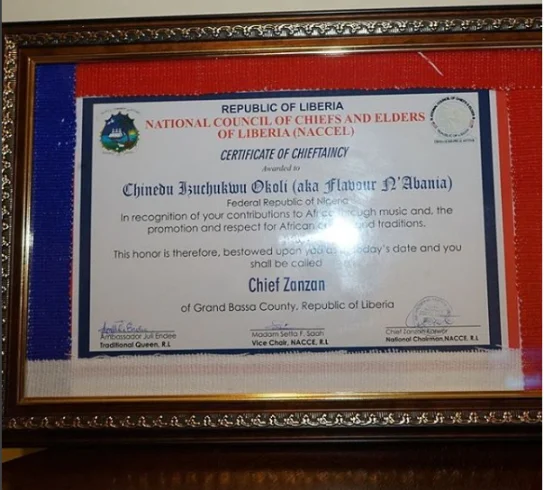 REPUBLIC OF LIBERIA
NATIONAL COUNCIL OF CHIEFS AND ELDERS
OF LIBERIA (NACCEL)
CERTIFICATE OF CHIEFTAINCY
Awarded to
Chinedu Izuchukwu Okoli (aka Flavour N'Abania)
Federal Republic of Nigeria
In recognition of your contributions to Africa through music and, the
promotion and respect for African and traditions.
This honor is therefore, bestowed upon you as today's date and you
shall be called
Chief Zanzan
of Grand Bassa County, Republic of Liberia
Ambassador Juli Endee
Traditional Queen, R.L
Madam Setta F. Saah
Vice Chair, NACCE, R.L
Chief Zanzan Karwor
National Chairman, NACCE, R.L